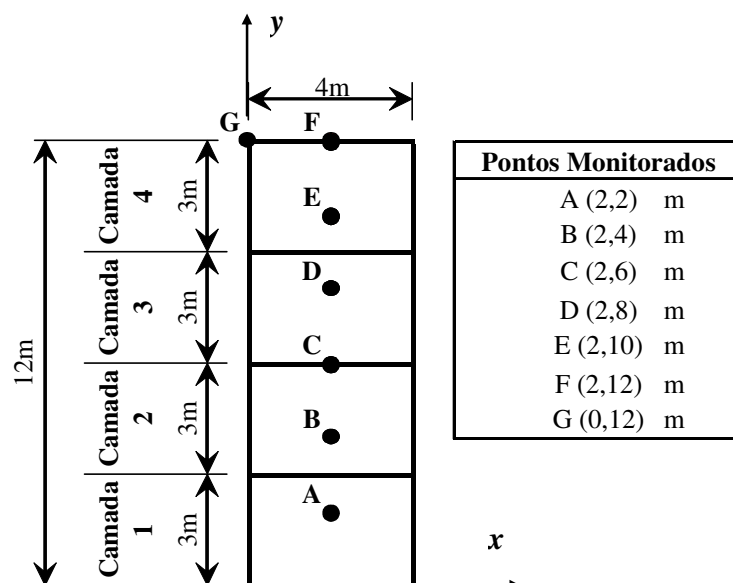 y
4m
G
F
Pontos Monitorados
A (2,2) m
B (2,4) m
C (2,6) m
D (2,8) m
E (2,10) m
F (2,12) m
G (0,12) m
Camada
4
3m
E
Camada
3
3m
D
12m
C
Camada
2
3m
B
Camada
1
3m
A
x